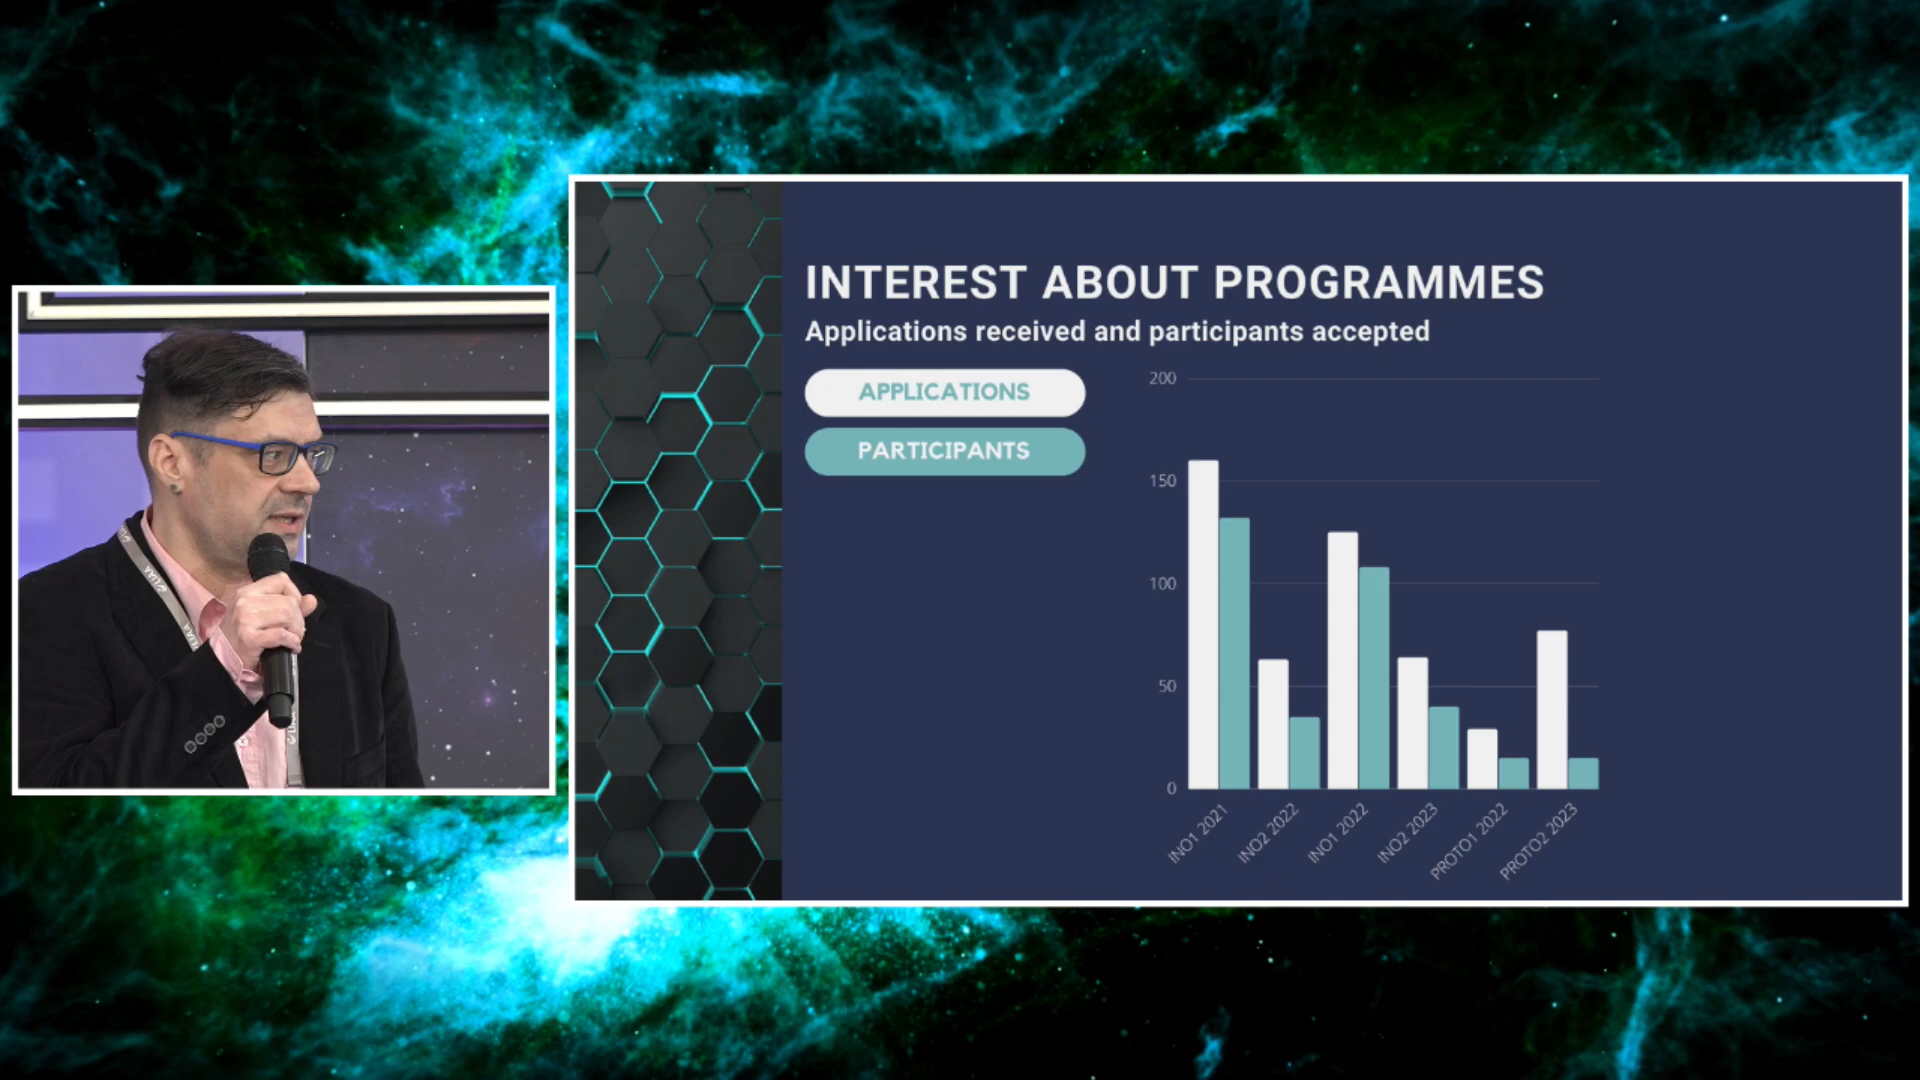 INTEREST ABOUT PROGRAMMES
Applications received and participants accepted
APPLICATIONS
PARTICIPANTS
200
150
100
50
0
INO1 2021
INO2 2022
INO1 2022
INO2 2023
PROTO1 2022
PROTO2 2023